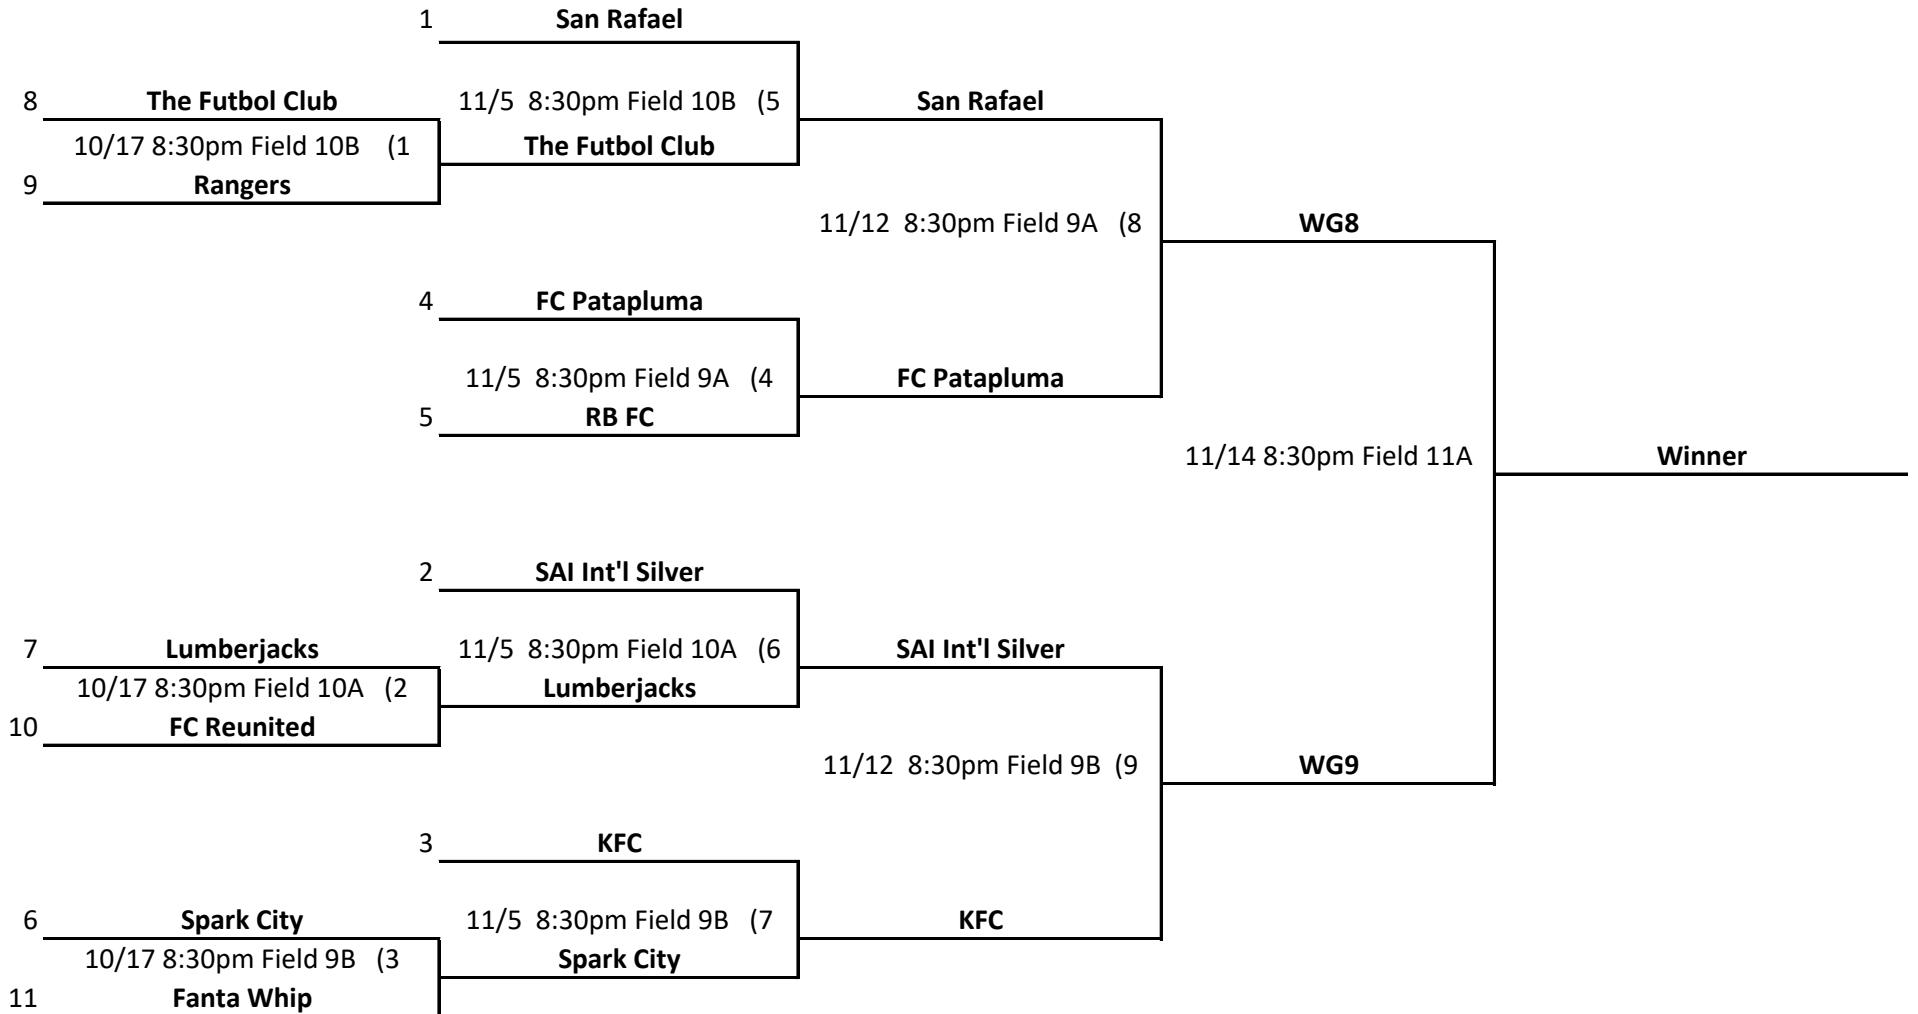 1 San Rafael
8 The Futbol Club 11/5 8:30pm Field 10B (5 San Rafael
10/17 8:30pm Field 10B (1 The Futbol Club
9 Rangers
11/12 8:30pm Field 9A (8 WG8
4 FC Patapluma
11/5 8:30pm Field 9A (4 FC Patapluma
5 RB FC
11/14 8:30pm Field 11A Winner
2 SAI Int'l Silver
7 Lumberjacks 11/5 8:30pm Field 10A (6 SAI Int'l Silver
10/17 8:30pm Field 10A (2 Lumberjacks
10 FC Reunited
11/12 8:30pm Field 9B (9 WG9
3 KFC
6 Spark City 11/5 8:30pm Field 9B (7 KFC
10/17 8:30pm Field 9B (3 Spark City
11 Fanta Whip